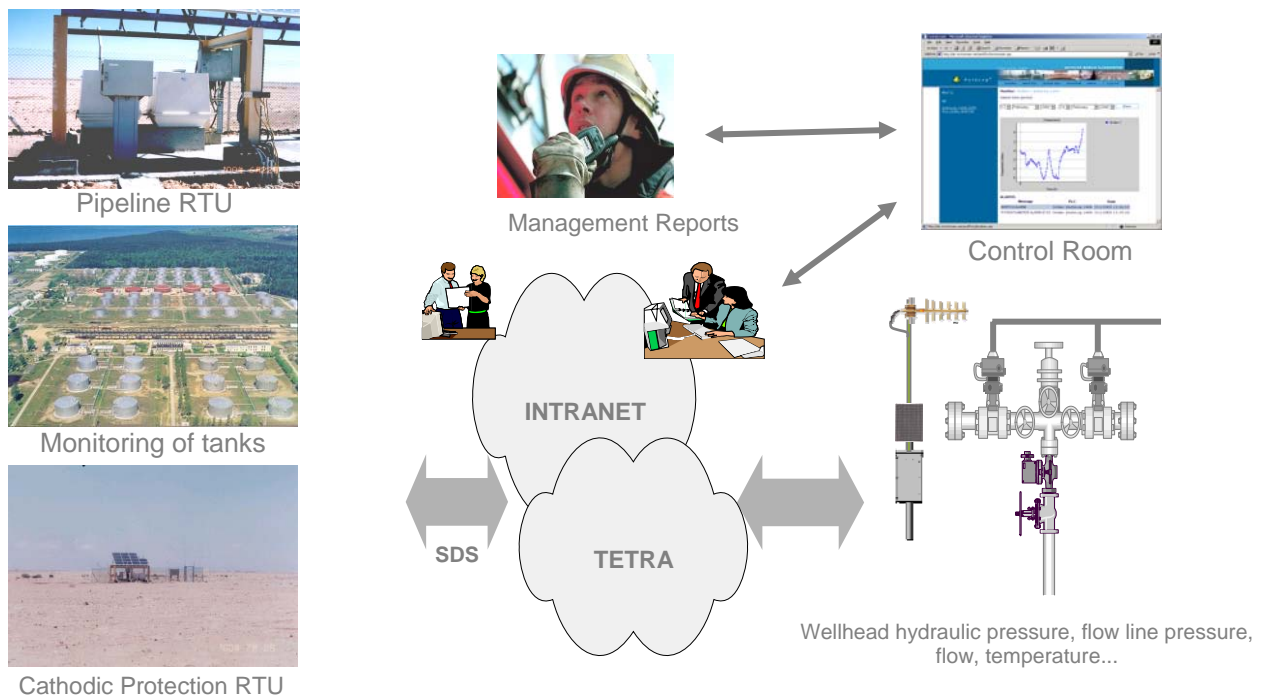 Pipeline RTU
Monitoring of tanks
Cathodic Protection RTU
Management Reports
Control Room
INTRANET
SDS
TETRA
Wellhead hydraulic pressure, flow line pressure,
flow, temperature...